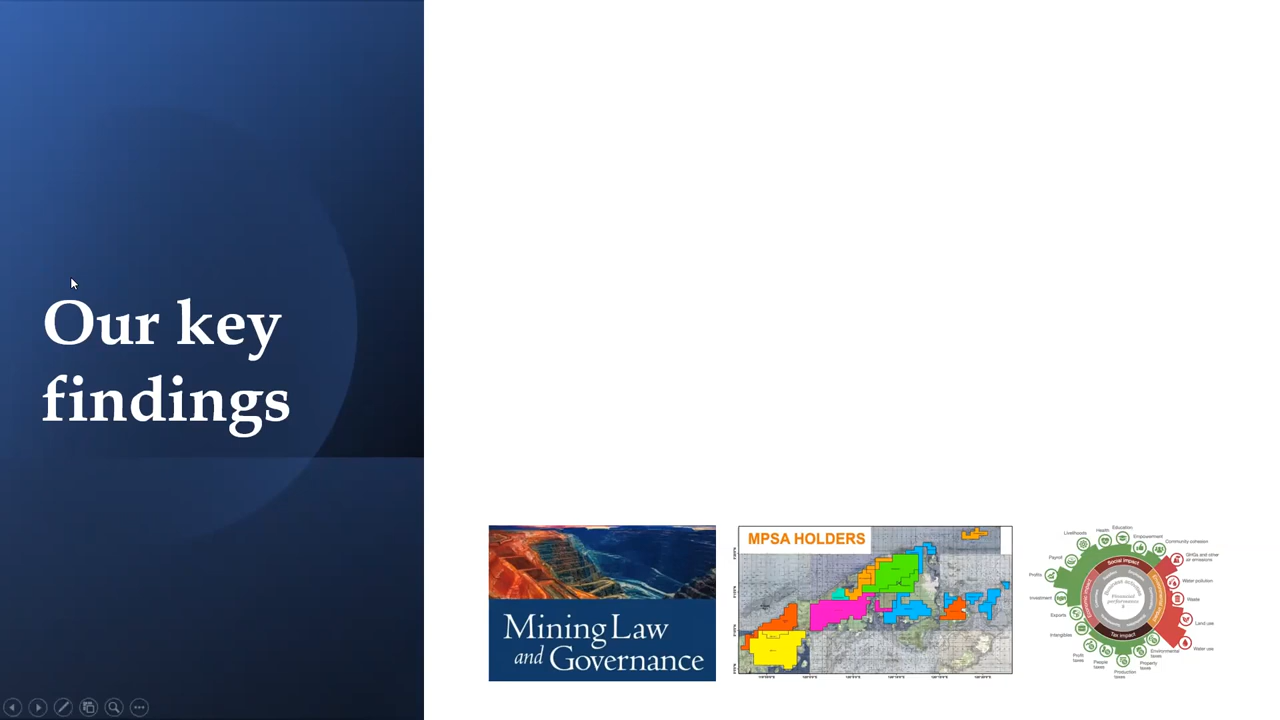 Our key
findings
Mining Law
and Governance
MPSA HOLDERS
Livelihoods
Health
Education
Empowerment
Community cohesion
Payroll
Profits
Investment
Exports
Intangibles
Profit
taxes
People
taxes
Production
taxes
Property
taxes
Environmental
taxes
GHGs and other
air emissions
Water pollution
Waste
Land use
Water use
Social impact
Tax impact
Business activities
Financial
performance